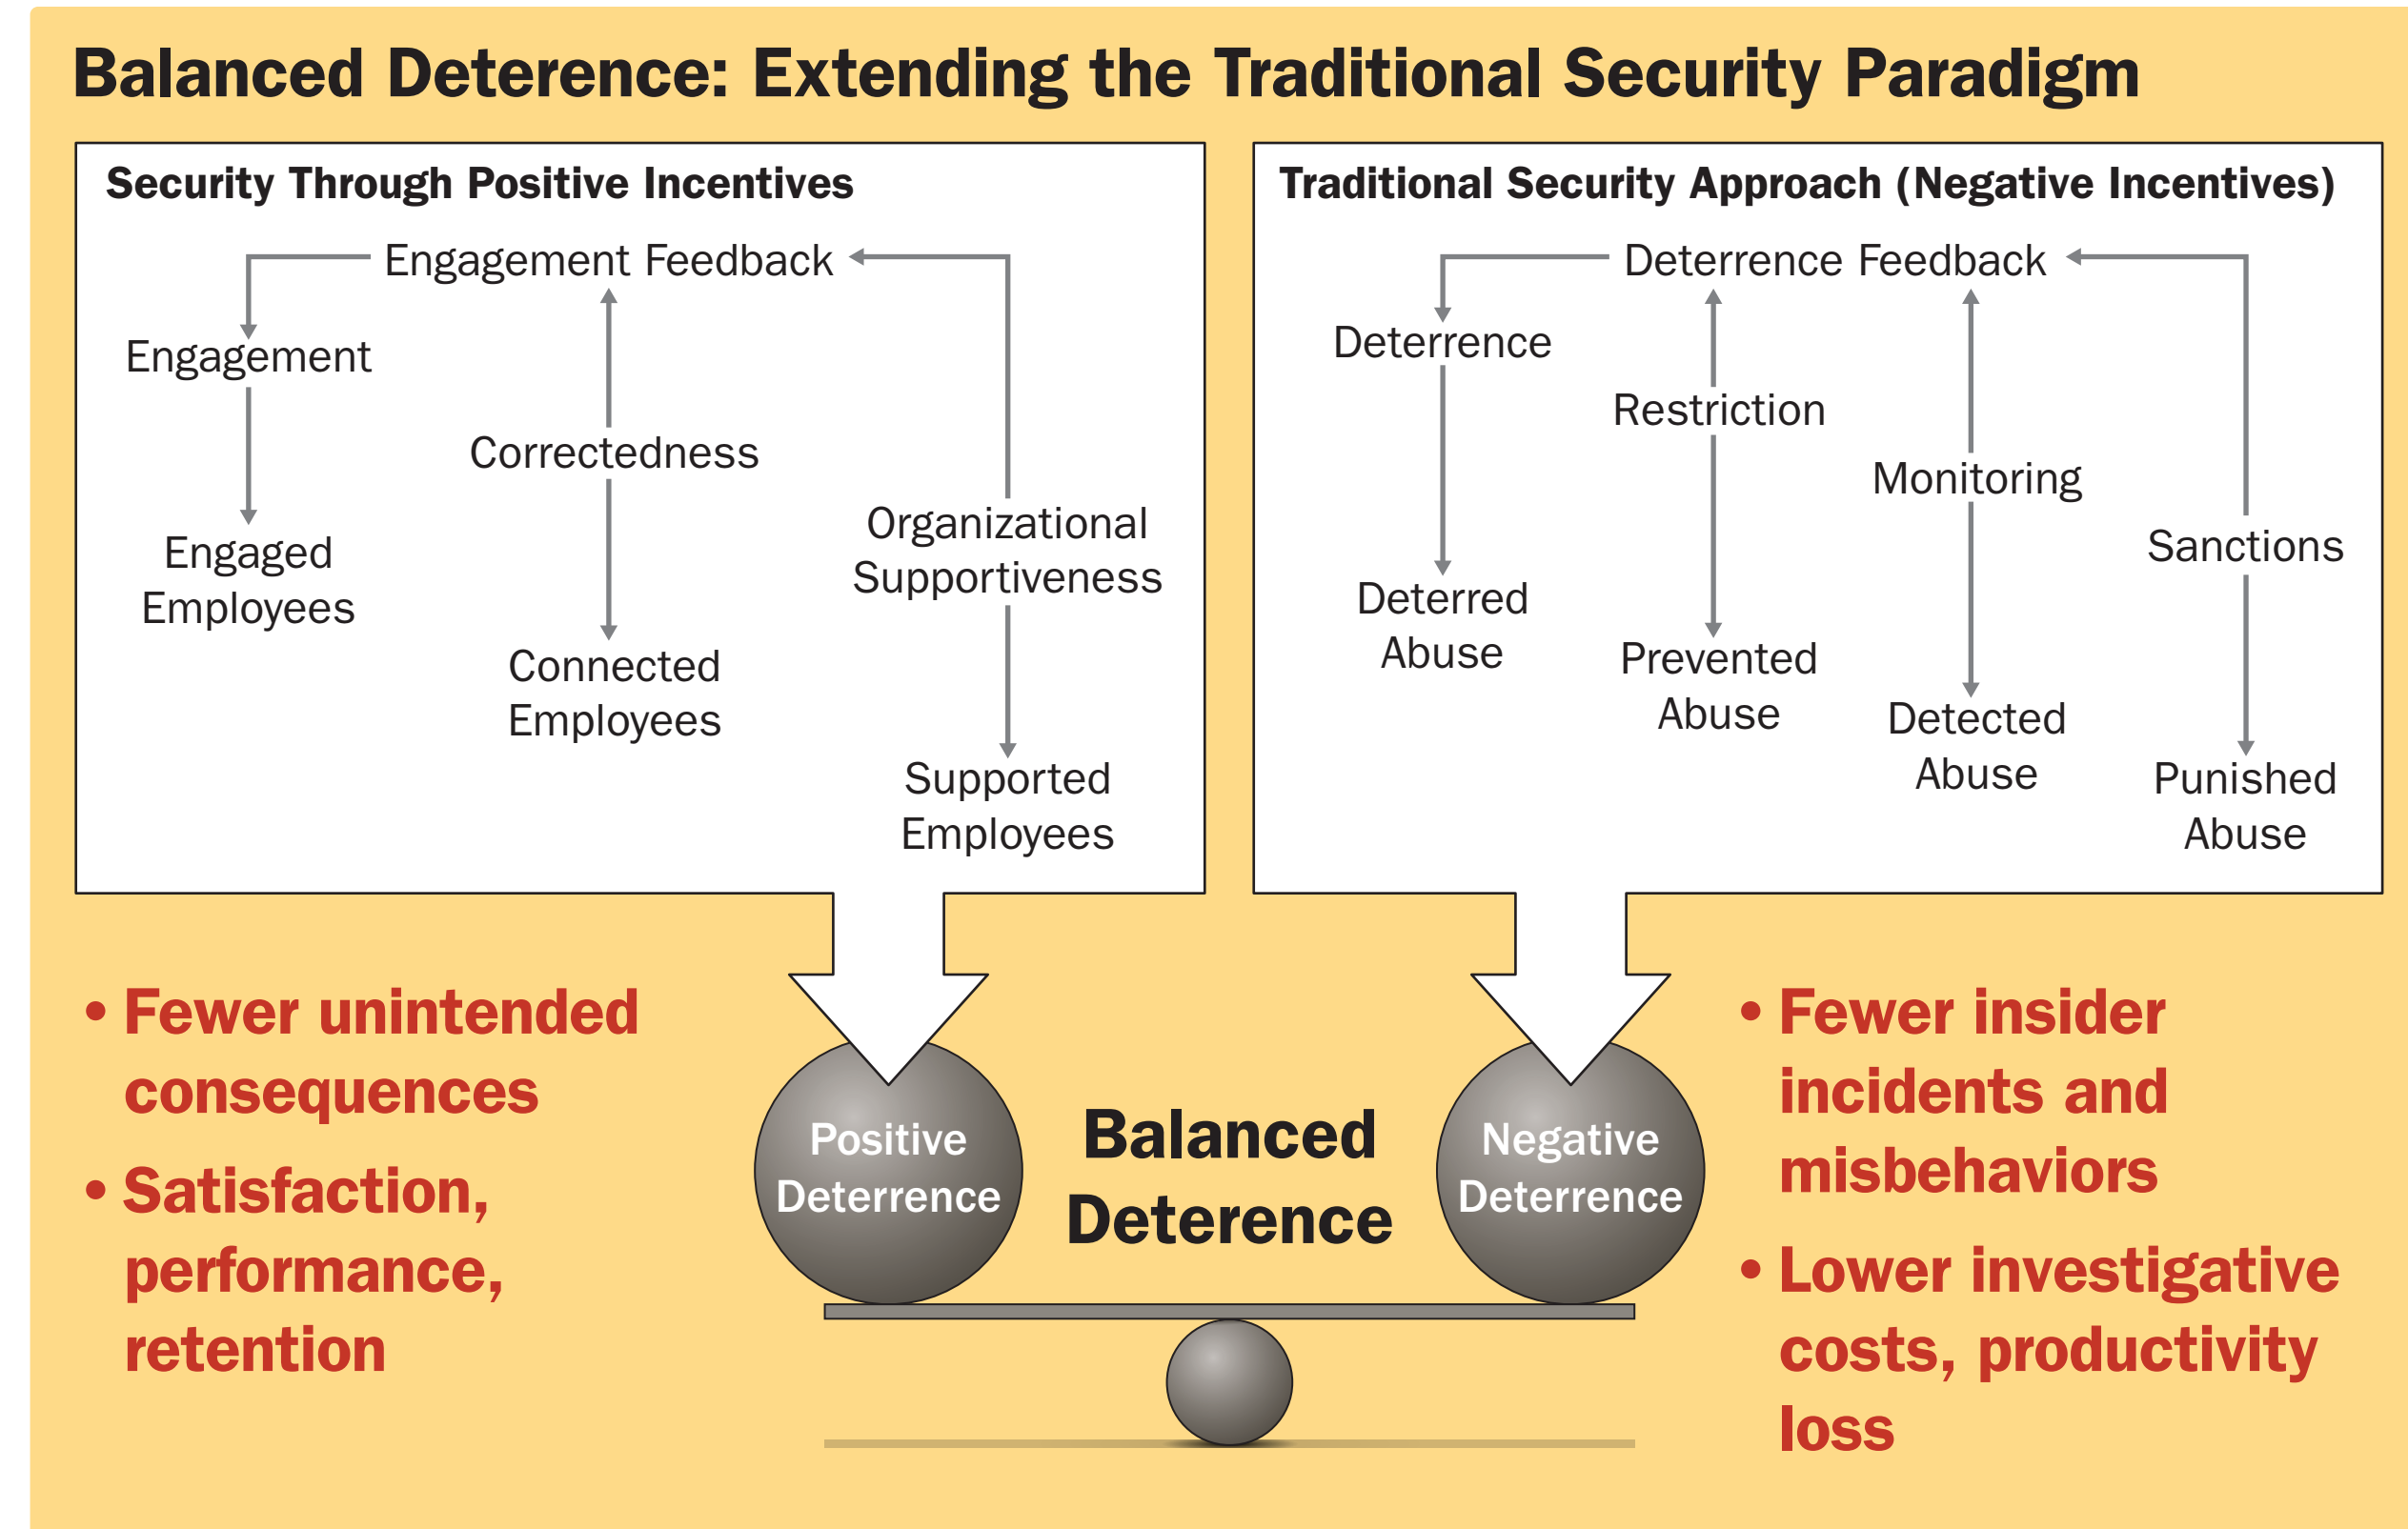 Balanced Deterence: Extending the Traditional Security Paradigm
Security Through Positive Incentives
Engagement Feedback
Engagement
Correctedness
Organizational
Supportiveness
Engaged
Employees
Connected
Employees
Supported
Employees
Traditional Security Approach (Negative Incentives)
Deterrence Feedback
Deterrence
Restriction
Monitoring
Sanctions
Deterred
Abuse
Prevented
Abuse
Detected
Abuse
Punished
Abuse
• Fewer unintended
consequences
• Satisfaction,
performance,
retention
Positive
Deterrence
Balanced
Deterence
Negative
Deterrence
• Fewer insider
incidents and
misbehaviors
• Lower investigative
costs, productivity
loss